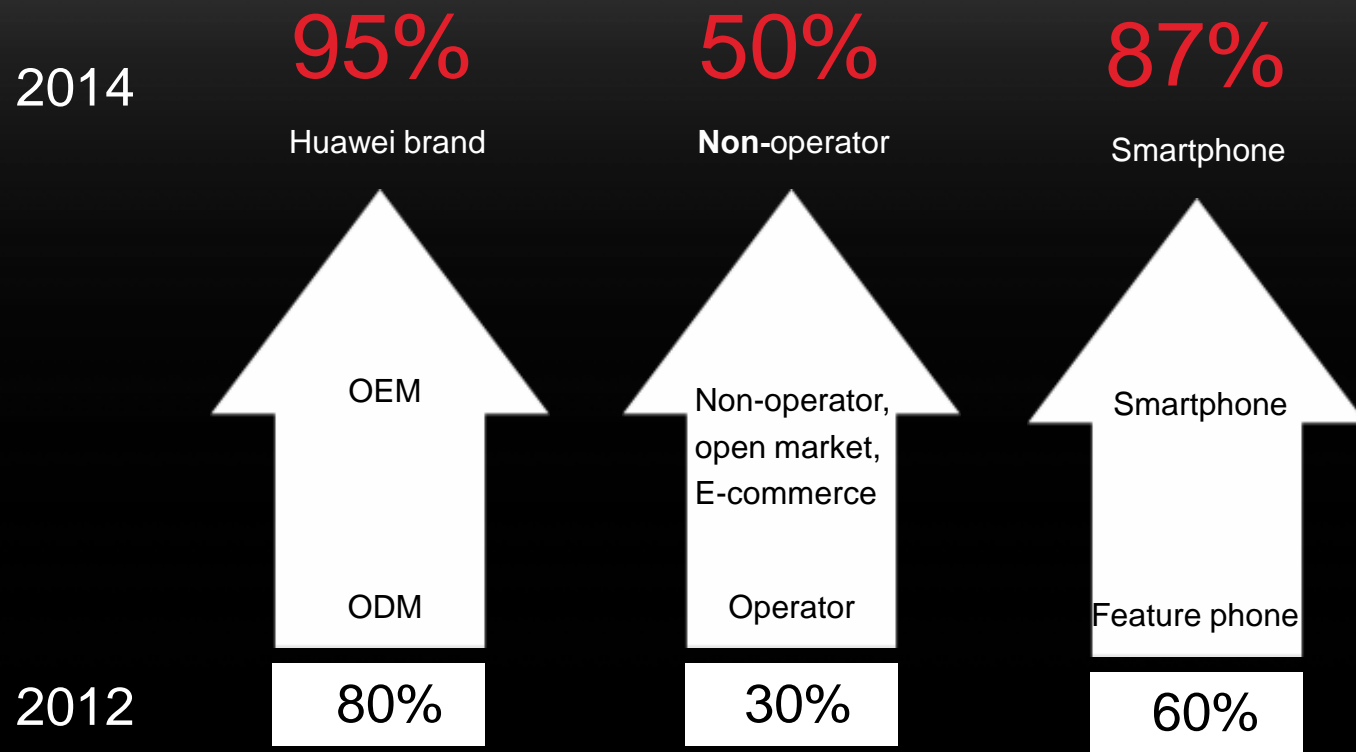 2014
95%
50%
87%
Huawei brand
Non-operator
Smartphone
OEM
Non-operator,
open market,
E-commerce
Smartphone
ODM
Operator
Feature phone
2012
80%
30%
60%